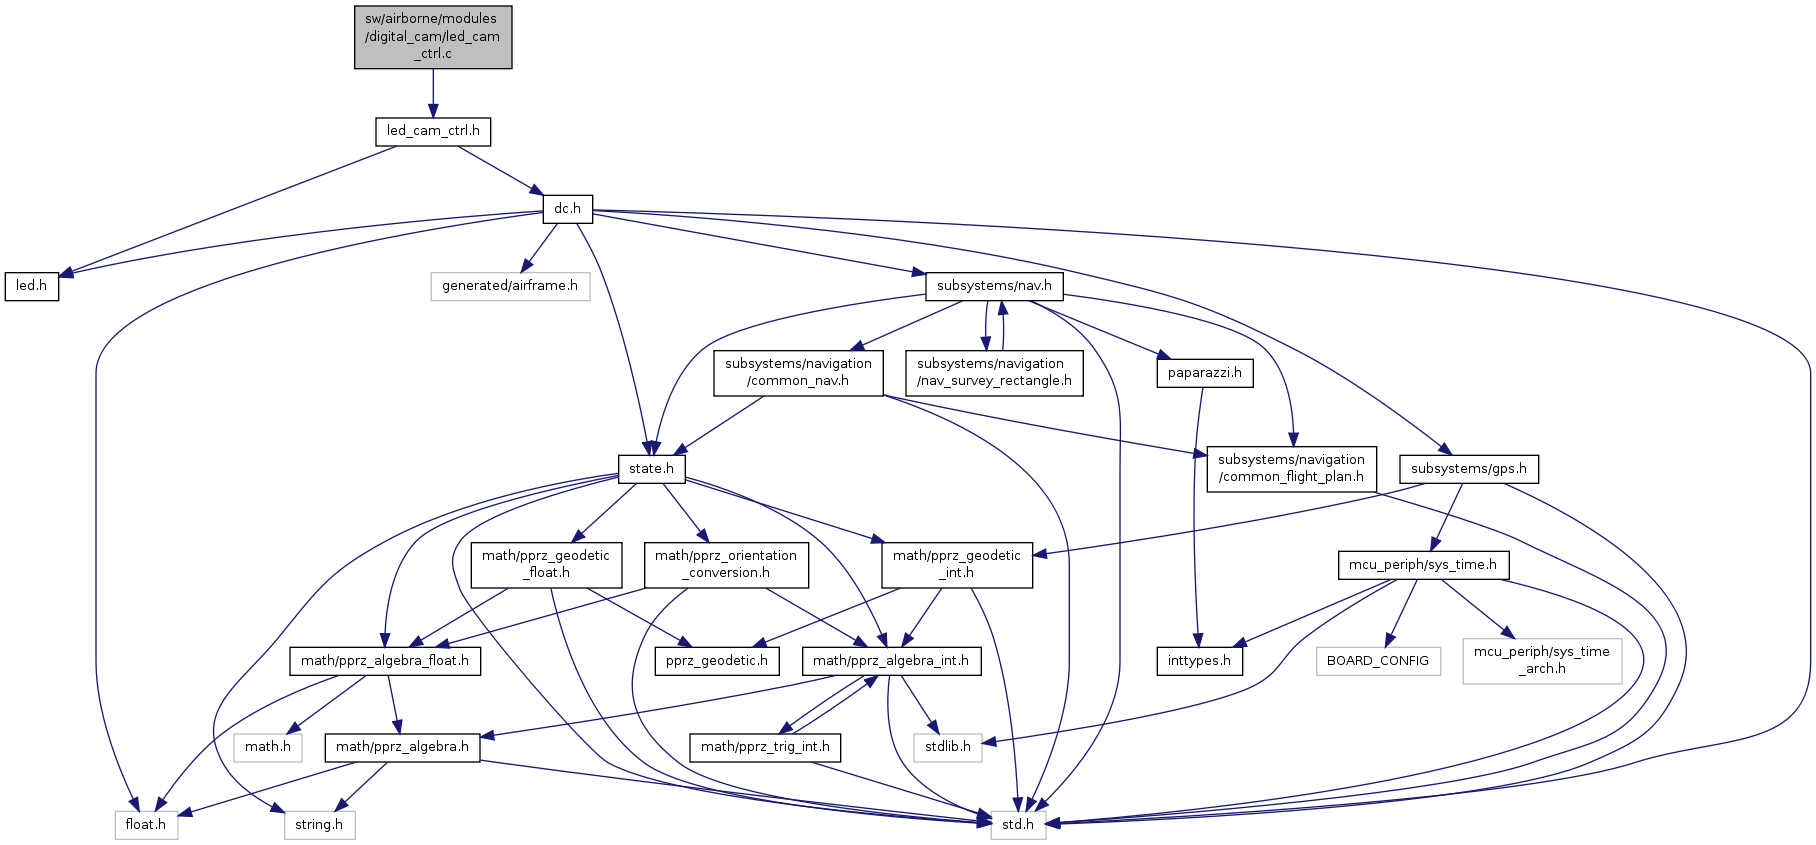 sw/airborne/modules
/digital_cam/led_cam
_ctrl.c
led_cam_ctrl.h
dc.h
led.h
generated/airframe.h
subsystems/nav.h
subsystems/navigation
/common_nav.h
subsystems/navigation
/nav_survey_rectangle.h
paparazzi.h
state.h
subsystems/navigation
/common_flight_plan.h
subsystems/gps.h
math/pprz_geodetic
_float.h
math/pprz_orientation
_conversion.h
math/pprz_geodetic
_int.h
mcu_periph/sys_time.h
math/pprz_algebra_float.h
pprz_geodetic.h
math/pprz_algebra_int.h
inttypes.h
BOARD_CONFIG
mcu_periph/sys_time
_arch.h
math.h
math/pprz_algebra.h
math/pprz_trig_int.h
stdlib.h
float.h
string.h
std.h